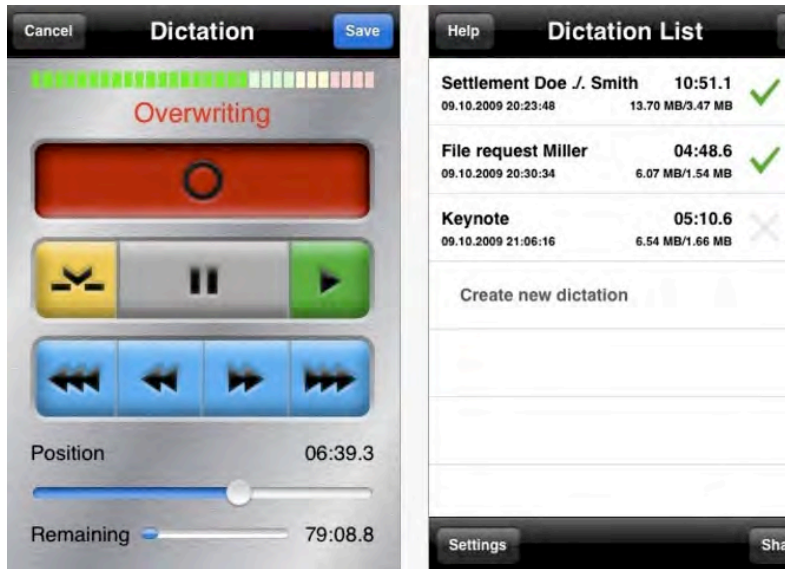 Cancel Dictation Save
Overwriting
Position 06:39.3
Remaining 79:08.8
Help Dictation List
Settlement Doe ./. Smith 10:51.1
09.10.2009 20:23:48 13.70 MB/3.47 MB
File request Miller 04:48.6
09.10.2009 20:30:34 6.07 MB/1.54 MB
Keynote 05:10.6
09.10.2009 21:06:16 6.54 MB/1.66 MB
Create new dictation
Settings Sha